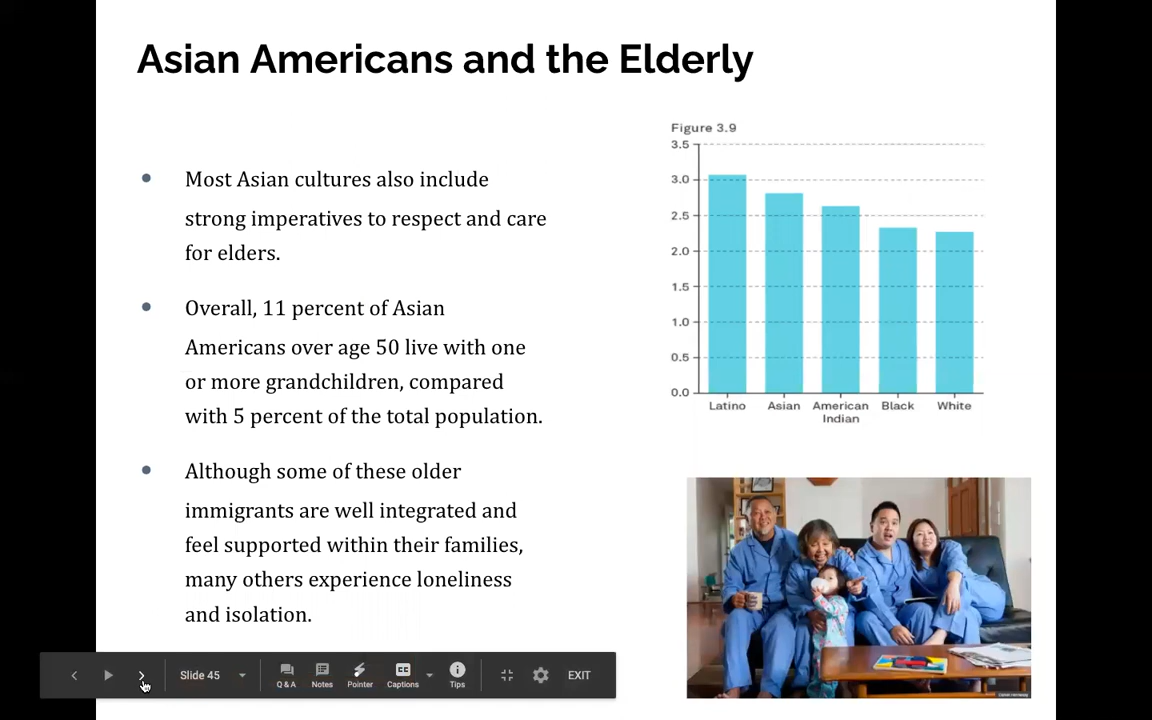 Asian Americans and the Elderly
• Most Asian cultures also include
strong imperatives to respect and care
for elders.
• Overall, 11 percent of Asian
Americans over age 50 live with one
or more grandchildren, compared
with 5 percent of the total population.
• Although some of these older
immigrants are well integrated and
feel supported within their families,
many others experience loneliness
and isolation.
Figure 3.9
3.5
3.0
2.5
2.0
1.5
1.0
0.5
0.0
Latino Asian American Black White
Indian
Slide 45 Q & A Notes Pointer CC Captions Tips EXIT